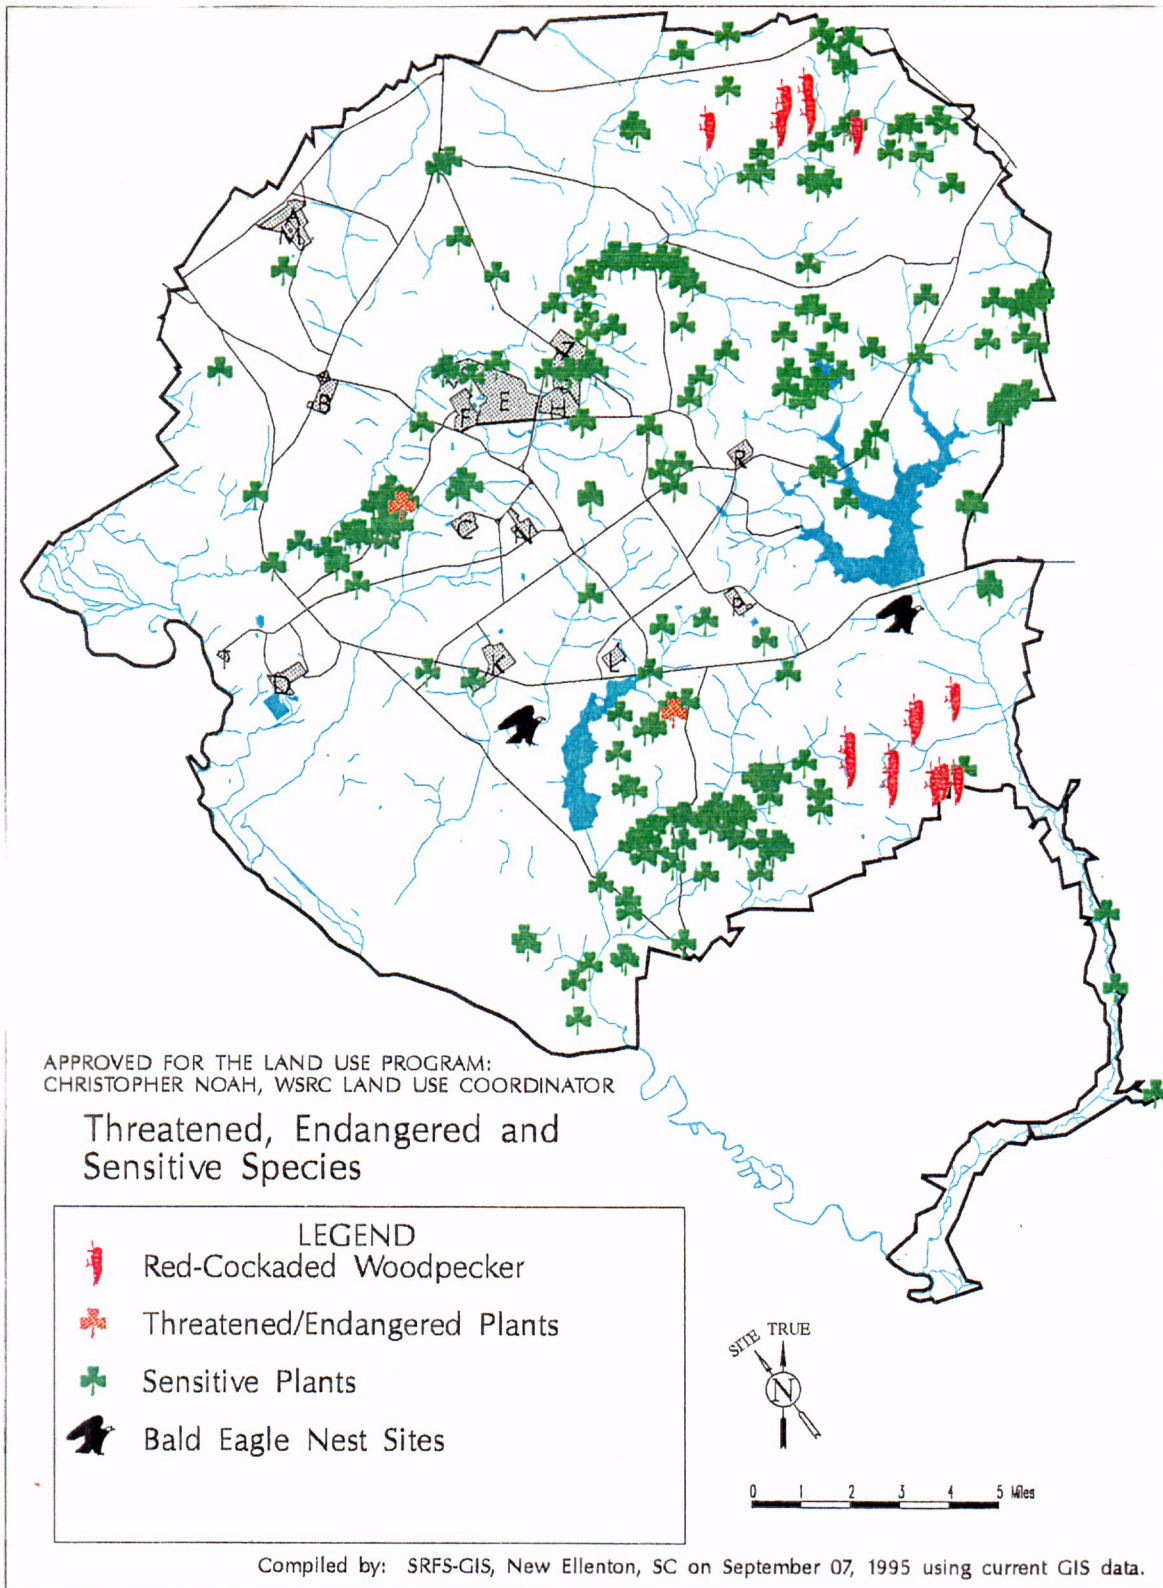 A
M
Z
B
F
E
S
H
R
C
N
P
T
D
K
L
APPROVED FOR THE LAND USE PROGRAM:
CHRISTOPHER NOAH, WSRC LAND USE COORDINATOR
Threatened, Endangered and
Sensitive Species
LEGEND
Red-Cockaded Woodpecker
Threatened/Endangered Plants
Sensitive Plants
Bald Eagle Nest Sites
SITE TRUE
N
0 1 2 3 4 5 Miles
Compiled by: SRFS-GIS, New Ellenton, SC on September 07, 1995 using current GIS data.